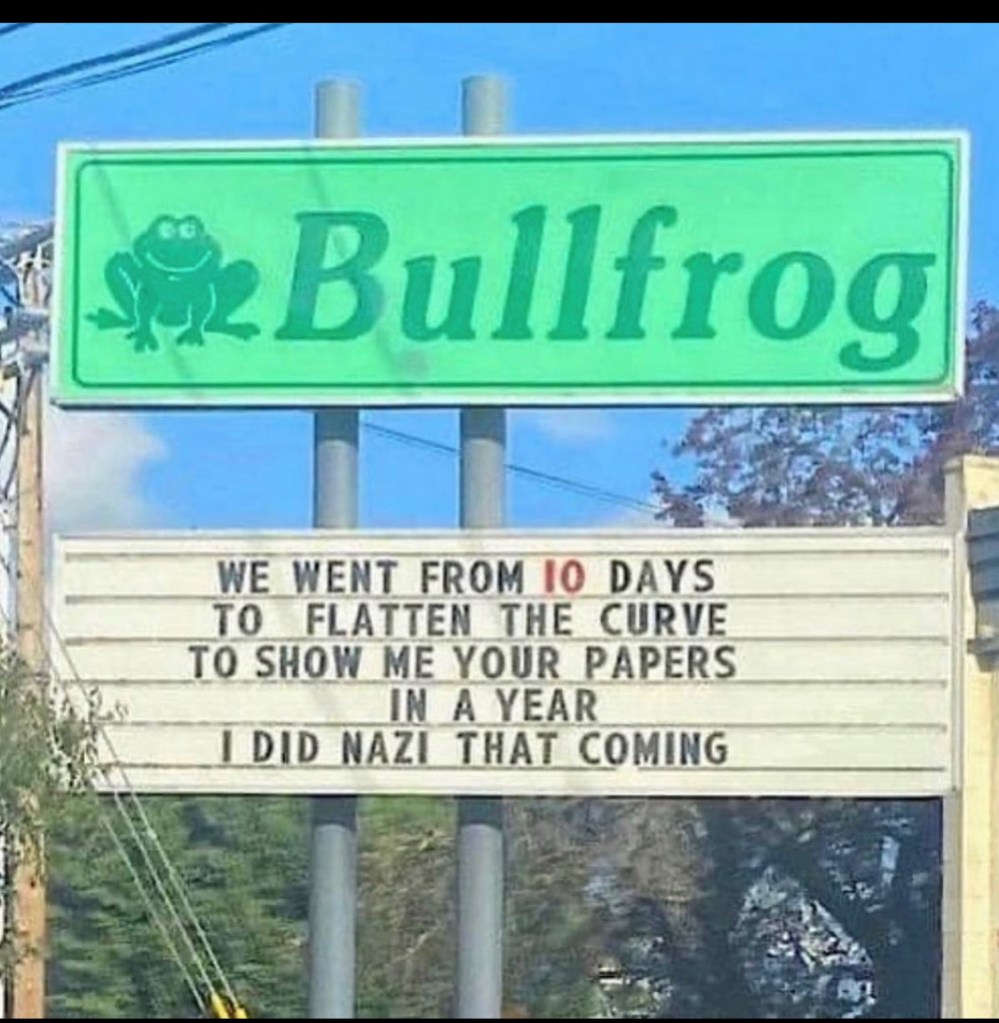 Bullfrog
WE WENT FROM 10 DAYS
TO FLATTEN THE CURVE
TO SHOW ME YOUR PAPERS
IN A YEAR
I DID NAZI THAT COMING